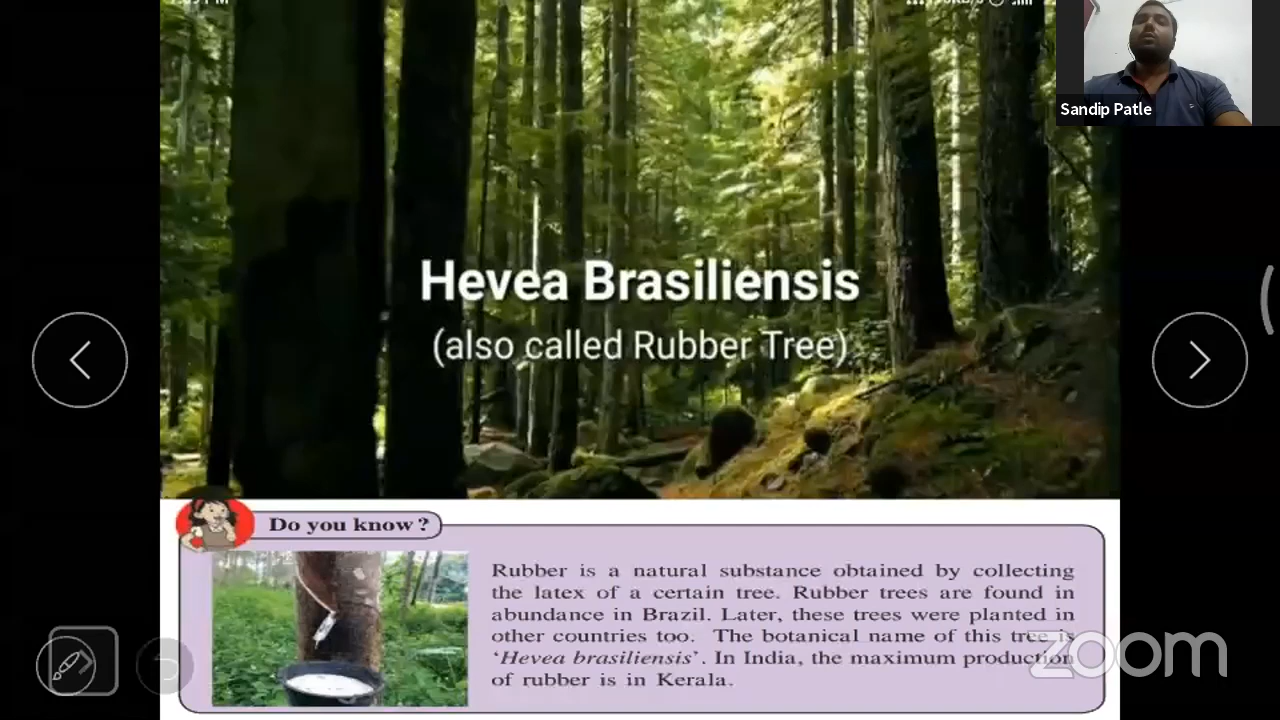 Sandip Patle
Hevea Brasiliensis
(also called Rubber Tree)
Do you know ?
Rubber is a natural substance obtained by collecting
the latex of a certain tree. Rubber trees are found in
abundance in Brazil. Later, these trees were planted in
other countries too. The botanical name of this tree is
‘Hevea brasiliensis’. In India, the maximum production
of rubber is in Kerala.
zoom